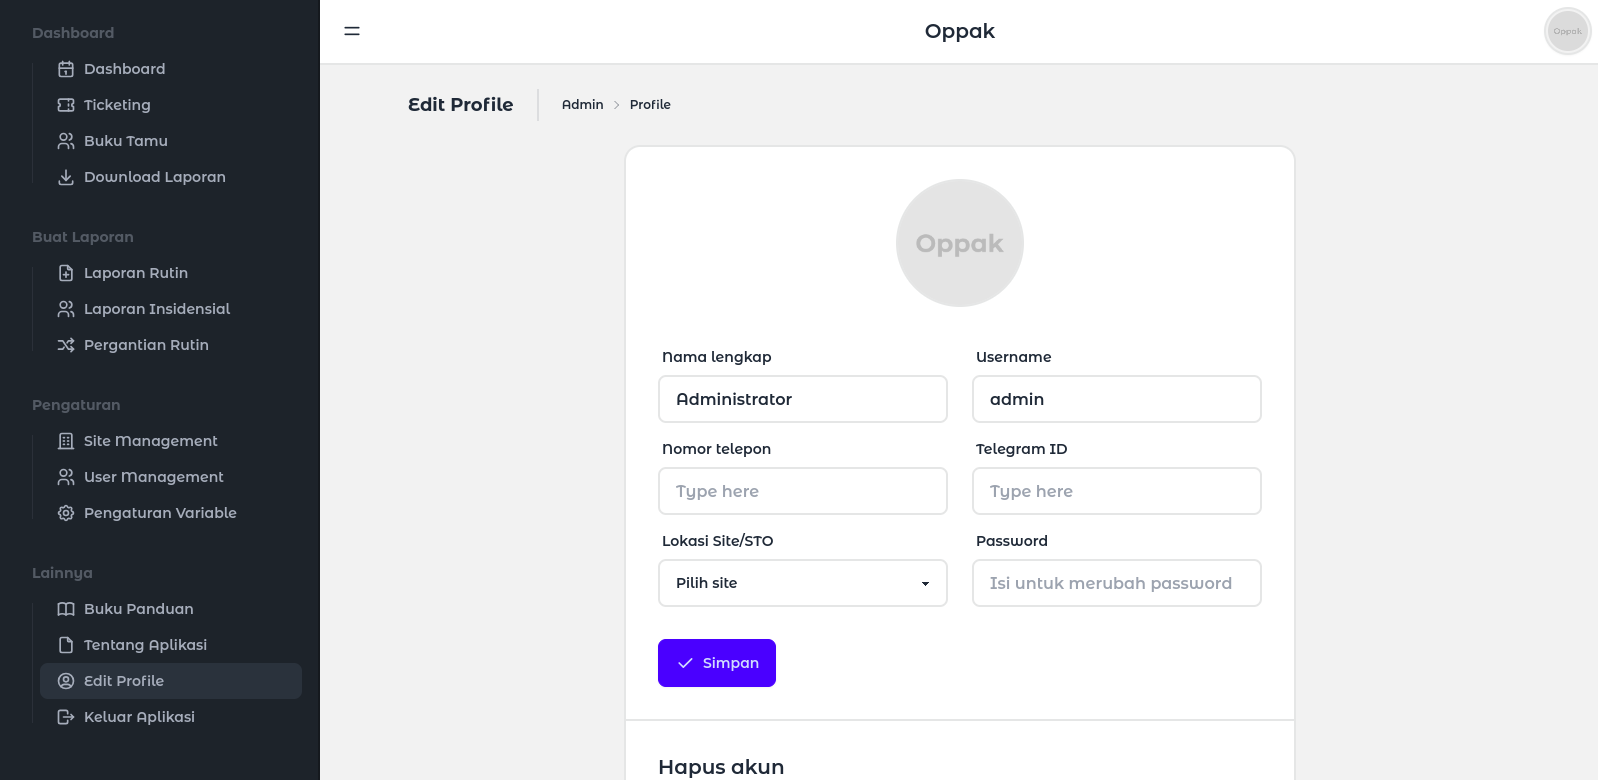 Dashboard
Dashboard
Ticketing
Buku Tamu
Download Laporan
Buat Laporan
Laporan Rutin
Laporan Insidensial
Pergantian Rutin
Pengaturan
Site Management
User Management
Pengaturan Variable
Lainnya
Buku Panduan
Tentang Aplikasi
Edit Profile
Keluar Aplikasi
Oppak
Oppak
Edit Profile
Admin
Profile
Oppak
Nama lengkap
Username
Administrator
admin
Nomor telepon
Telegram ID
Type here
Type here
Lokasi Site/STO
Password
Pilih site
Isi untuk merubah password
Simpan
Hapus akun